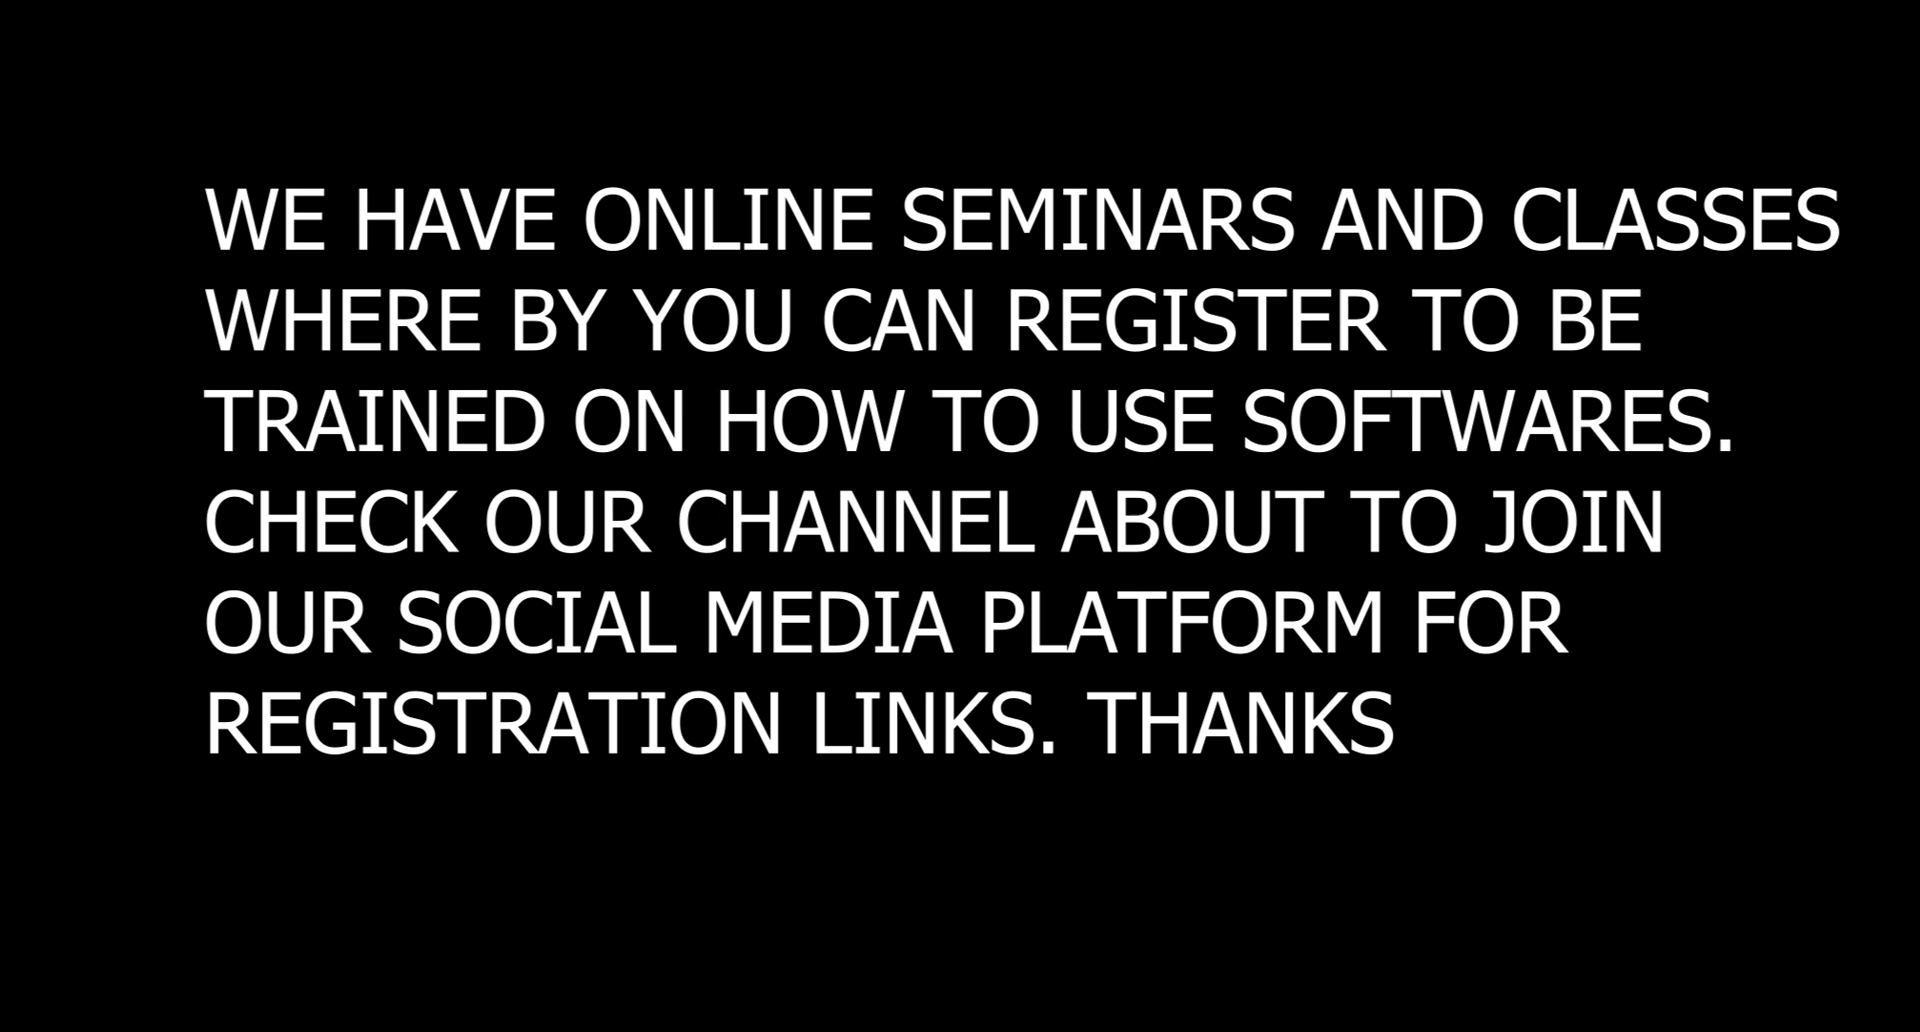 WE HAVE ONLINE SEMINARS AND CLASSES
WHERE BY YOU CAN REGISTER TO BE
TRAINED ON HOW TO USE SOFTWARES.
CHECK OUR CHANNEL ABOUT TO JOIN
OUR SOCIAL MEDIA PLATFORM FOR
REGISTRATION LINKS. THANKS